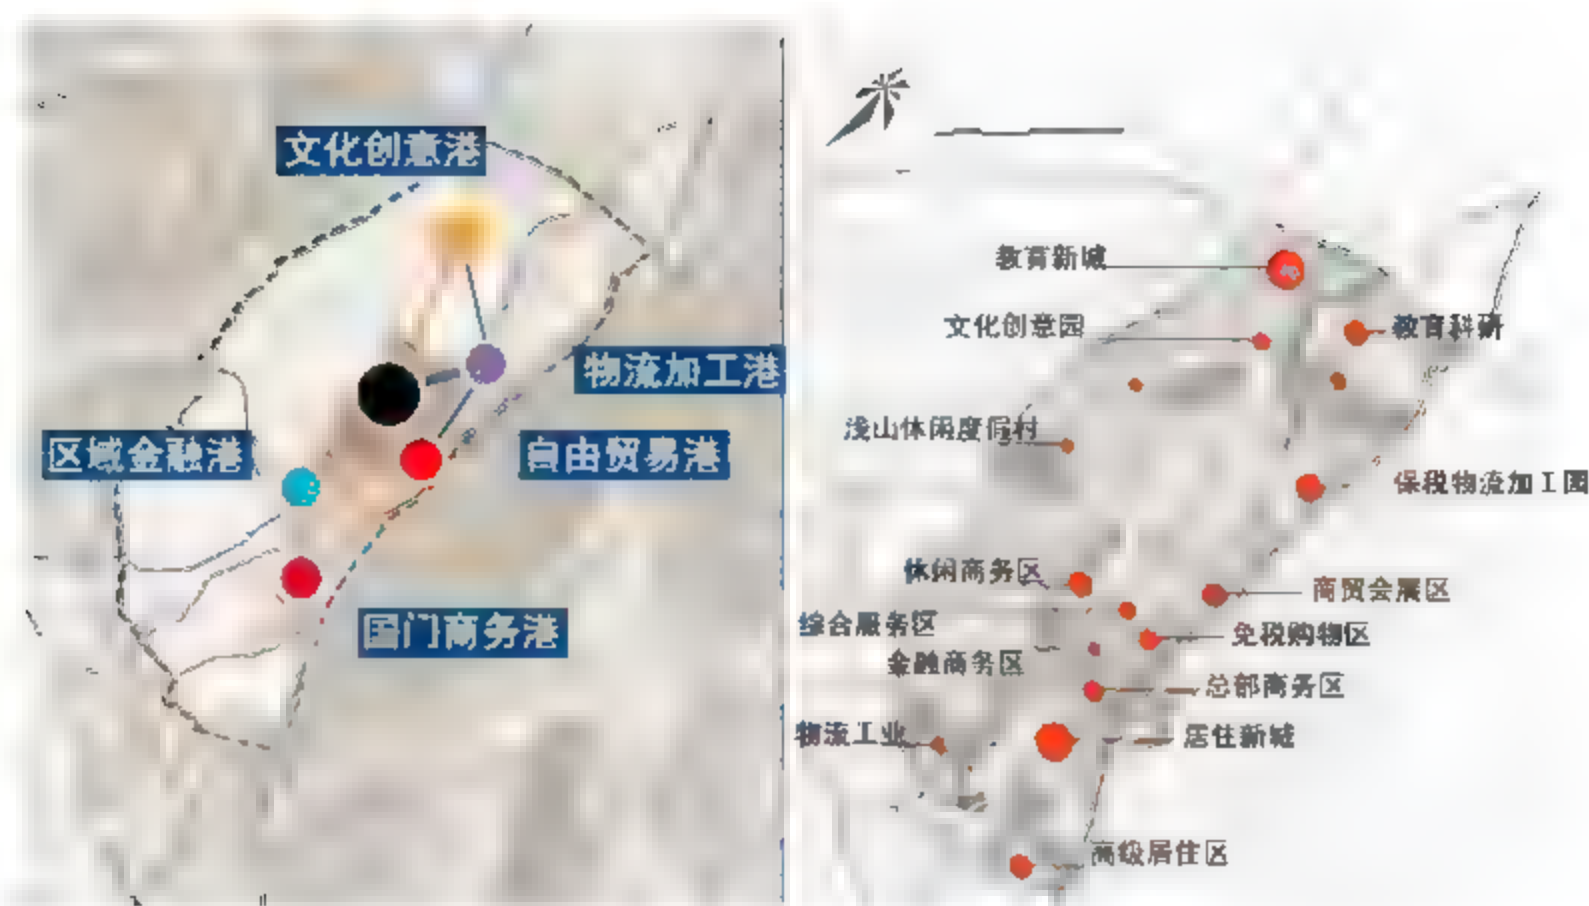 文化创意港
物流加工港
区域金融港
自由贸易港
国门商务港
教育新城
文化创意园
教育科研
浅山休闲度假村
保税物流加工园
休闲商务区
商贸会展区
综合服务区
免税购物区
金融商务区
总部商务区
物流工业
居住新城
高级居住区